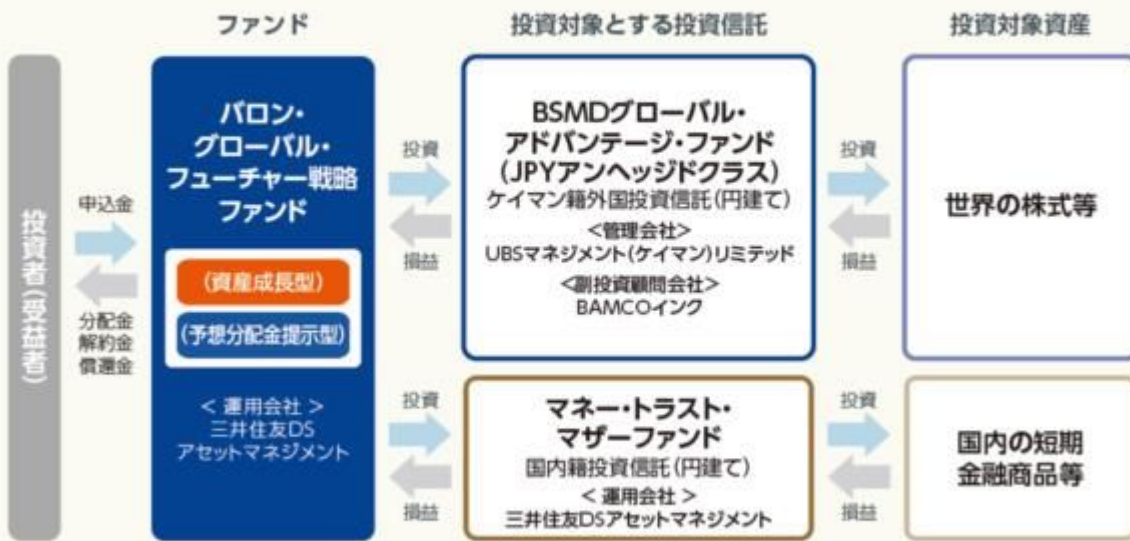 ファンド
投資対象とする投資信託
投資対象資産
投資者(受益者)
申込金
分配金
解約金
償還金
バロン・
グローバル・
フューチャー戦略
ファンド
(資産成長型)
(予想分配金提示型)
< 運用会社 >
三井住友DS
アセットマネジメント
投資
損益
BSMDグローバル・
アドバンテージ・ファンド
(JPYアンヘッジドクラス)
ケイマン籍外国投資信託(円建て)
<管理会社>
UBSマネジメント(ケイマン)リミテッド
<副投資顧問会社>
BAMCOインク
投資
損益
世界の株式等
投資
損益
マネー・トラスト・
マザーファンド
国内籍投資信託(円建て)
< 運用会社 >
三井住友DSアセットマネジメント
投資
損益
国内の短期
金融商品等